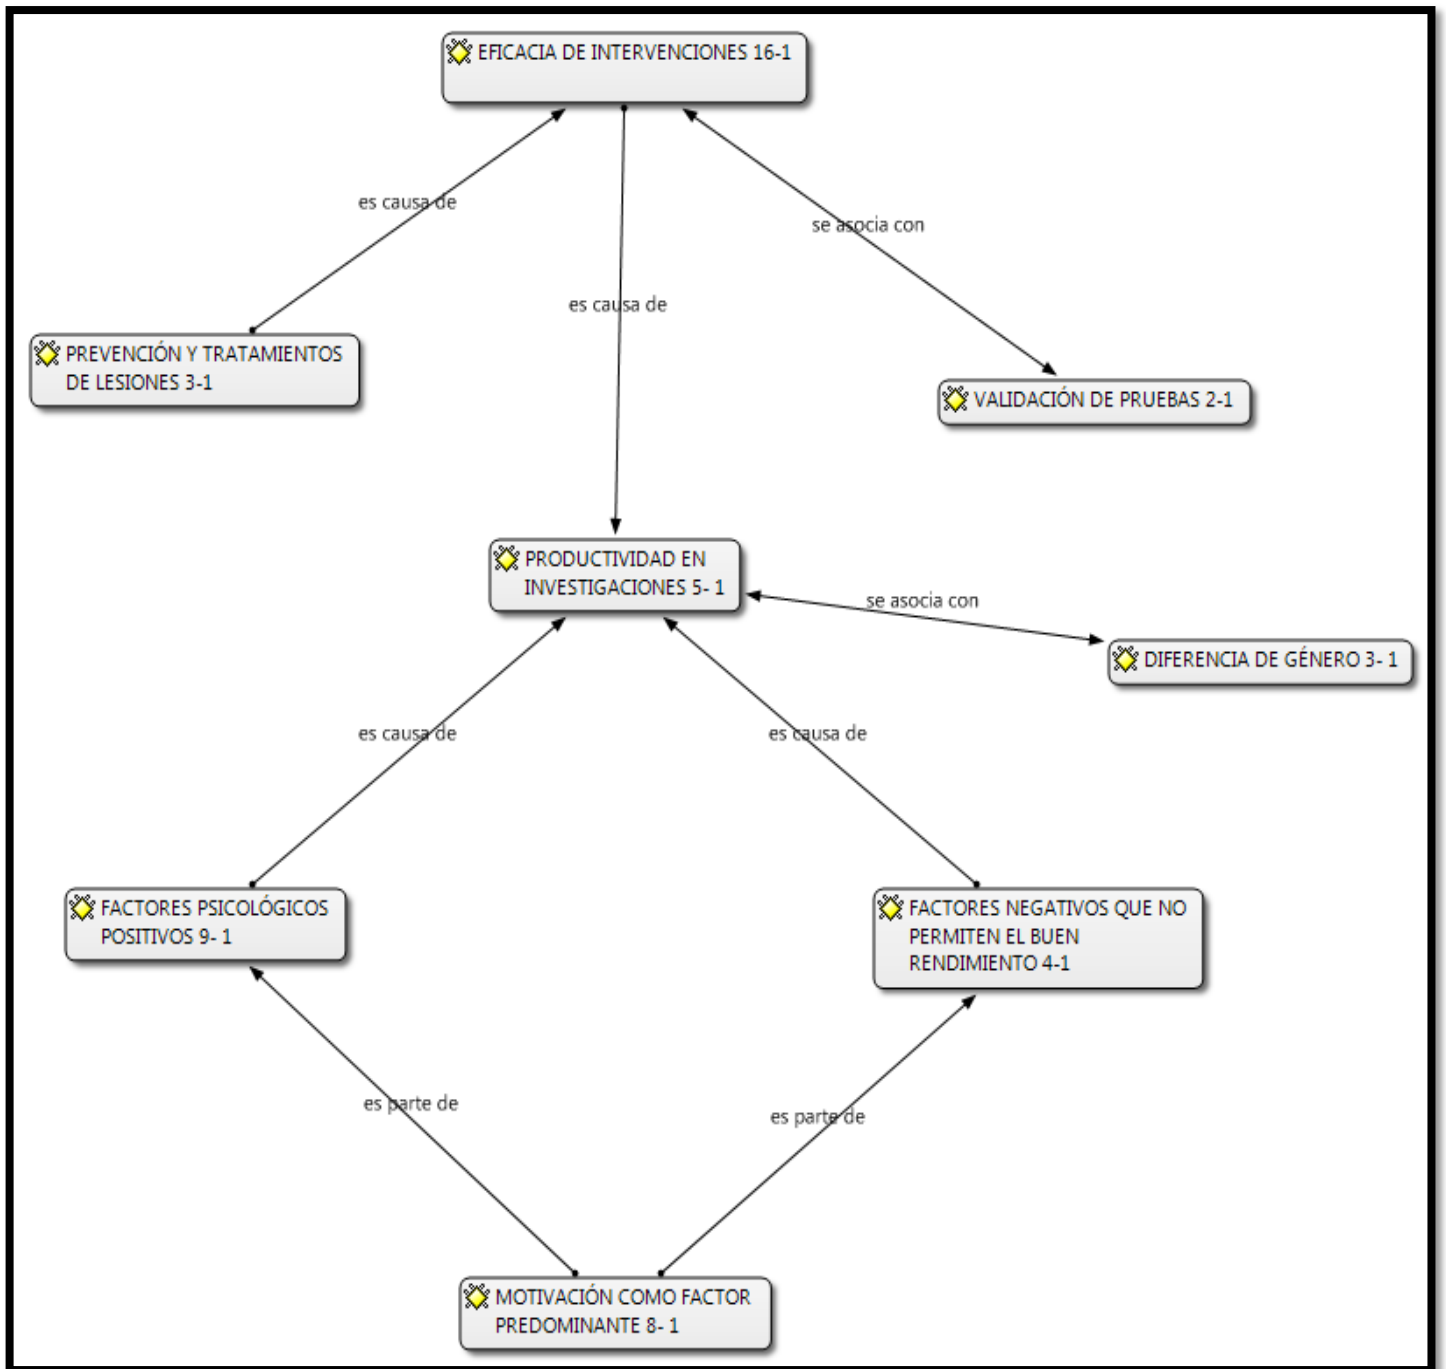 EFICACIA DE INTERVENCIONES 16-1
es causa de
se asocia con
es causa de
PREVENCIÓN Y TRATAMIENTOS
DE LESIONES 3-1
VALIDACIÓN DE PRUEBAS 2-1
PRODUCTIVIDAD EN
INVESTIGACIONES 5- 1
se asocia con
DIFERENCIA DE GÉNERO 3- 1
es causa de
es causa de
FACTORES PSICOLÓGICOS
POSITIVOS 9- 1
FACTORES NEGATIVOS QUE NO
PERMITEN EL BUEN
RENDIMIENTO 4-1
es parte de
es parte de
MOTIVACIÓN COMO FACTOR
PREDOMINANTE 8- 1